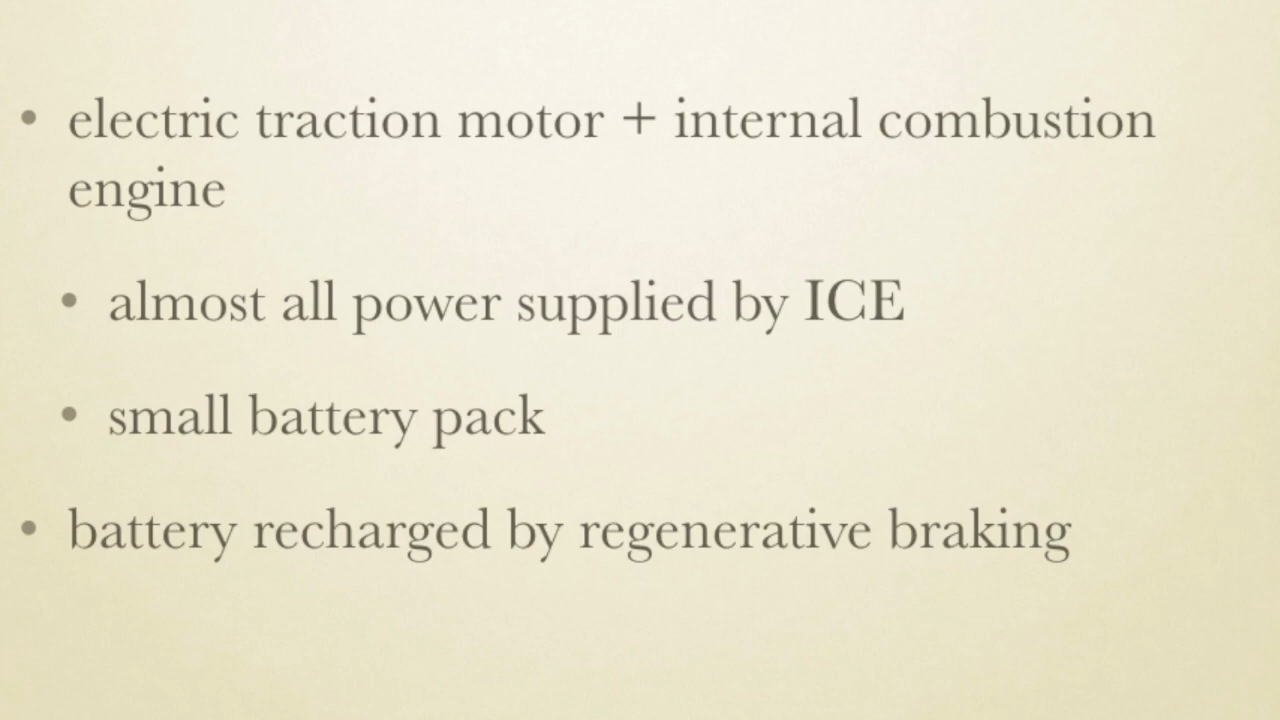 • electric traction motor + internal combustion
engine
• almost all power supplied by ICE
• small battery pack
• battery recharged by regenerative braking